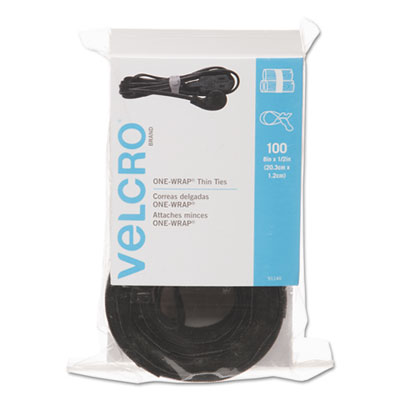 VELCRO
BRAND
ONE-WRAP® Thin Ties
Correas delgadas
ONE-WRAP®
Attaches minces
ONE-WRAP®
100
8in x 1/2in
(20.3cm x
1.2cm)